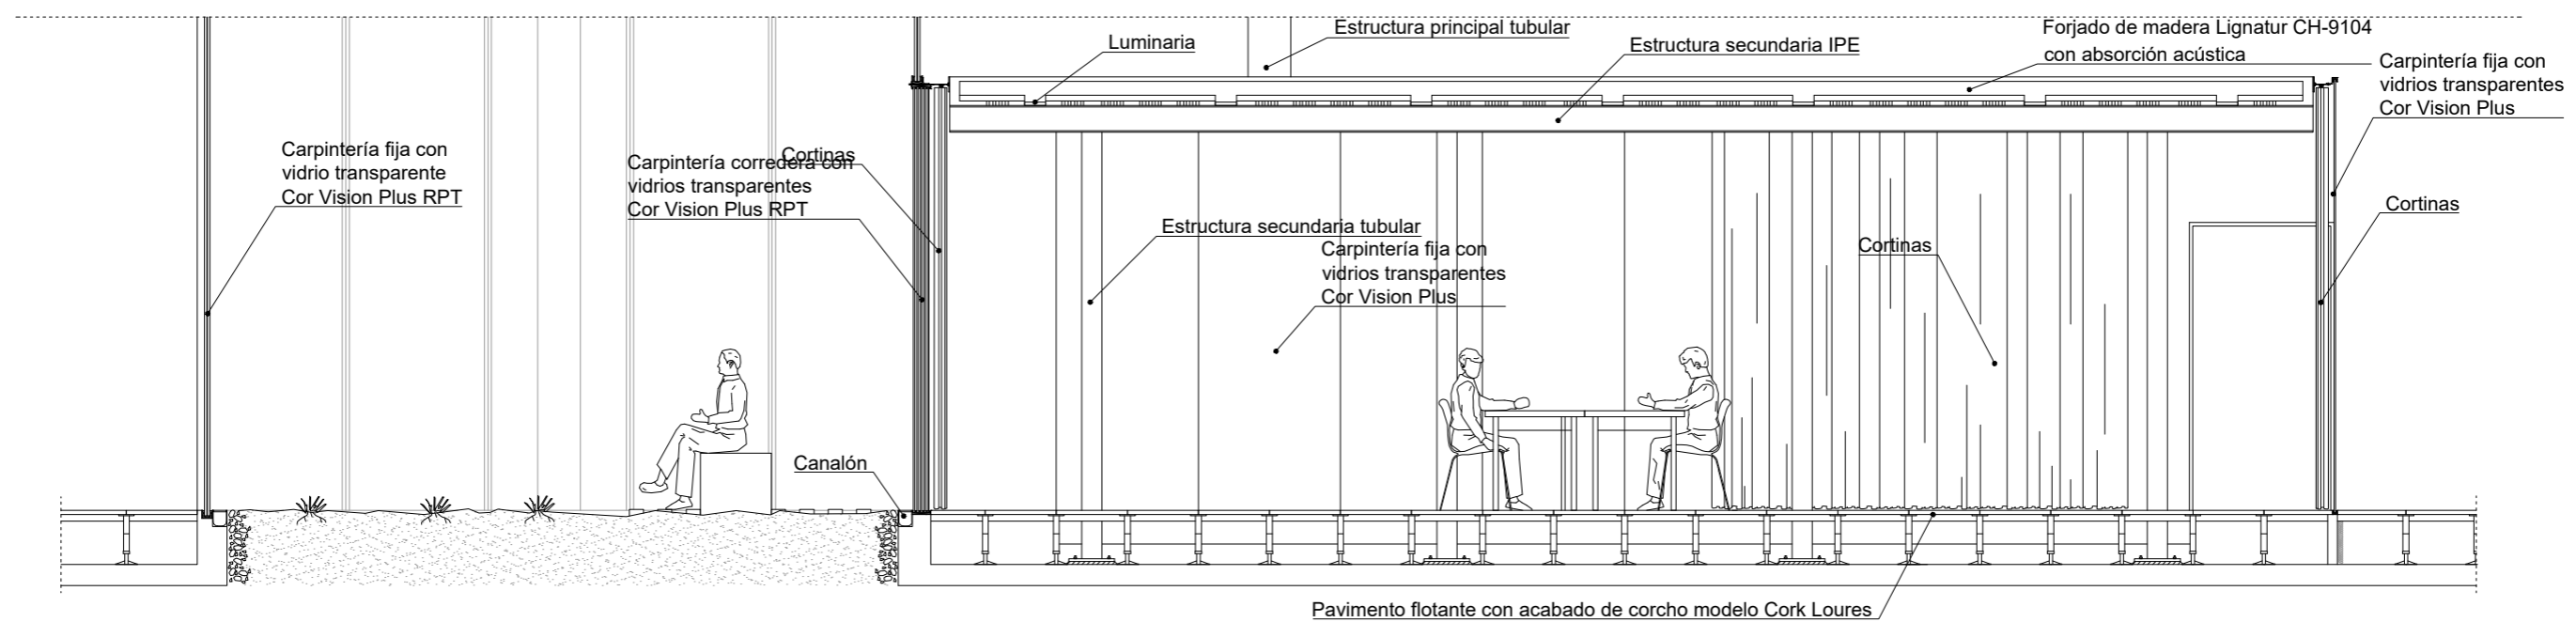 Estructura principal tubular
Forjado de madera Lignatur CH-9104
con absorción acústica
Luminaria
Estructura secundaria IPE
Carpintería fija con
vidrios transparentes
Cor Vision Plus
Carpintería fija con
vidrio transparente
Cor Vision Plus RPT
Cortinas
Carpintería corredera con
vidrios transparentes
Cor Vision Plus RPT
Cortinas
Estructura secundaria tubular
Carpintería fija con
vidrios transparentes
Cor Vision Plus
Cortinas
Canalón
Pavimento flotante con acabado de corcho modelo Cork Loures